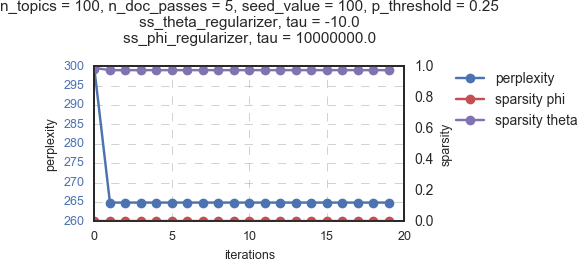 n_topics = 100, n_doc_passes = 5, seed_value = 100, p_threshold = 0.25
ss_theta_regularizer, tau = -10.0
ss_phi_regularizer, tau = 10000000.0
300
295
290
285
280
275
270
265
260
perplexity
1.0
0.8
0.6
0.4
0.2
0.0
sparsity
0
5
10
15
20
iterations
perplexity
sparsity phi
sparsity theta